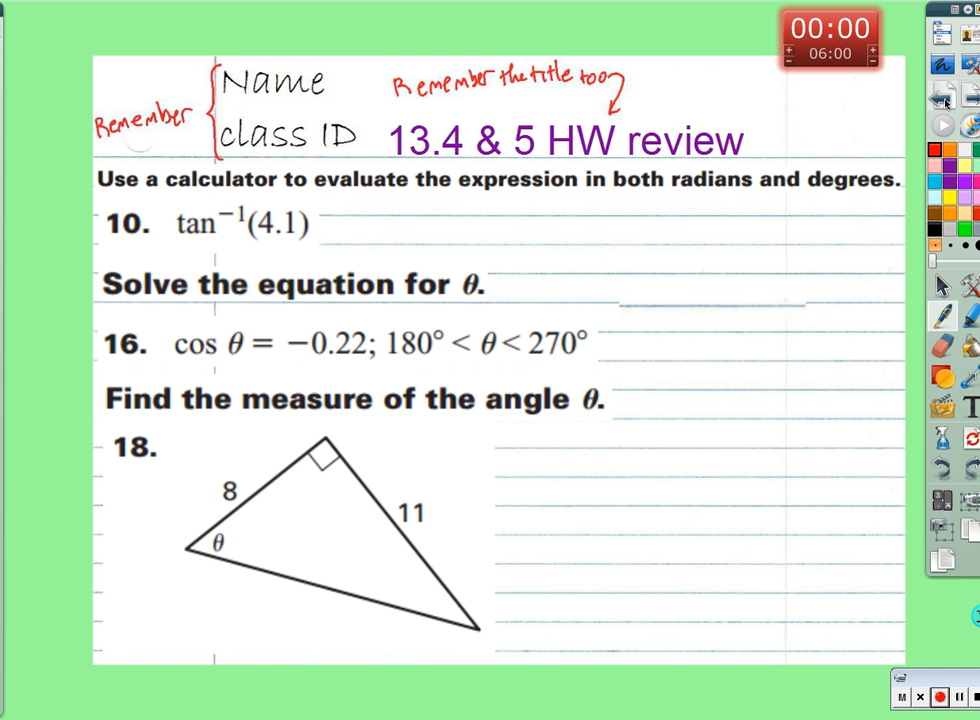 00:00
06:00
Remember the title too
Name
Remember
class ID
13.4 & 5 HW review
Use a calculator to evaluate the expression in both radians and degrees.
10. tan⁻¹(4.1)
Solve the equation for θ.
16. cos θ = −0.22; 180° < θ < 270°
Find the measure of the angle θ.
18.
8
11
θ
T
M